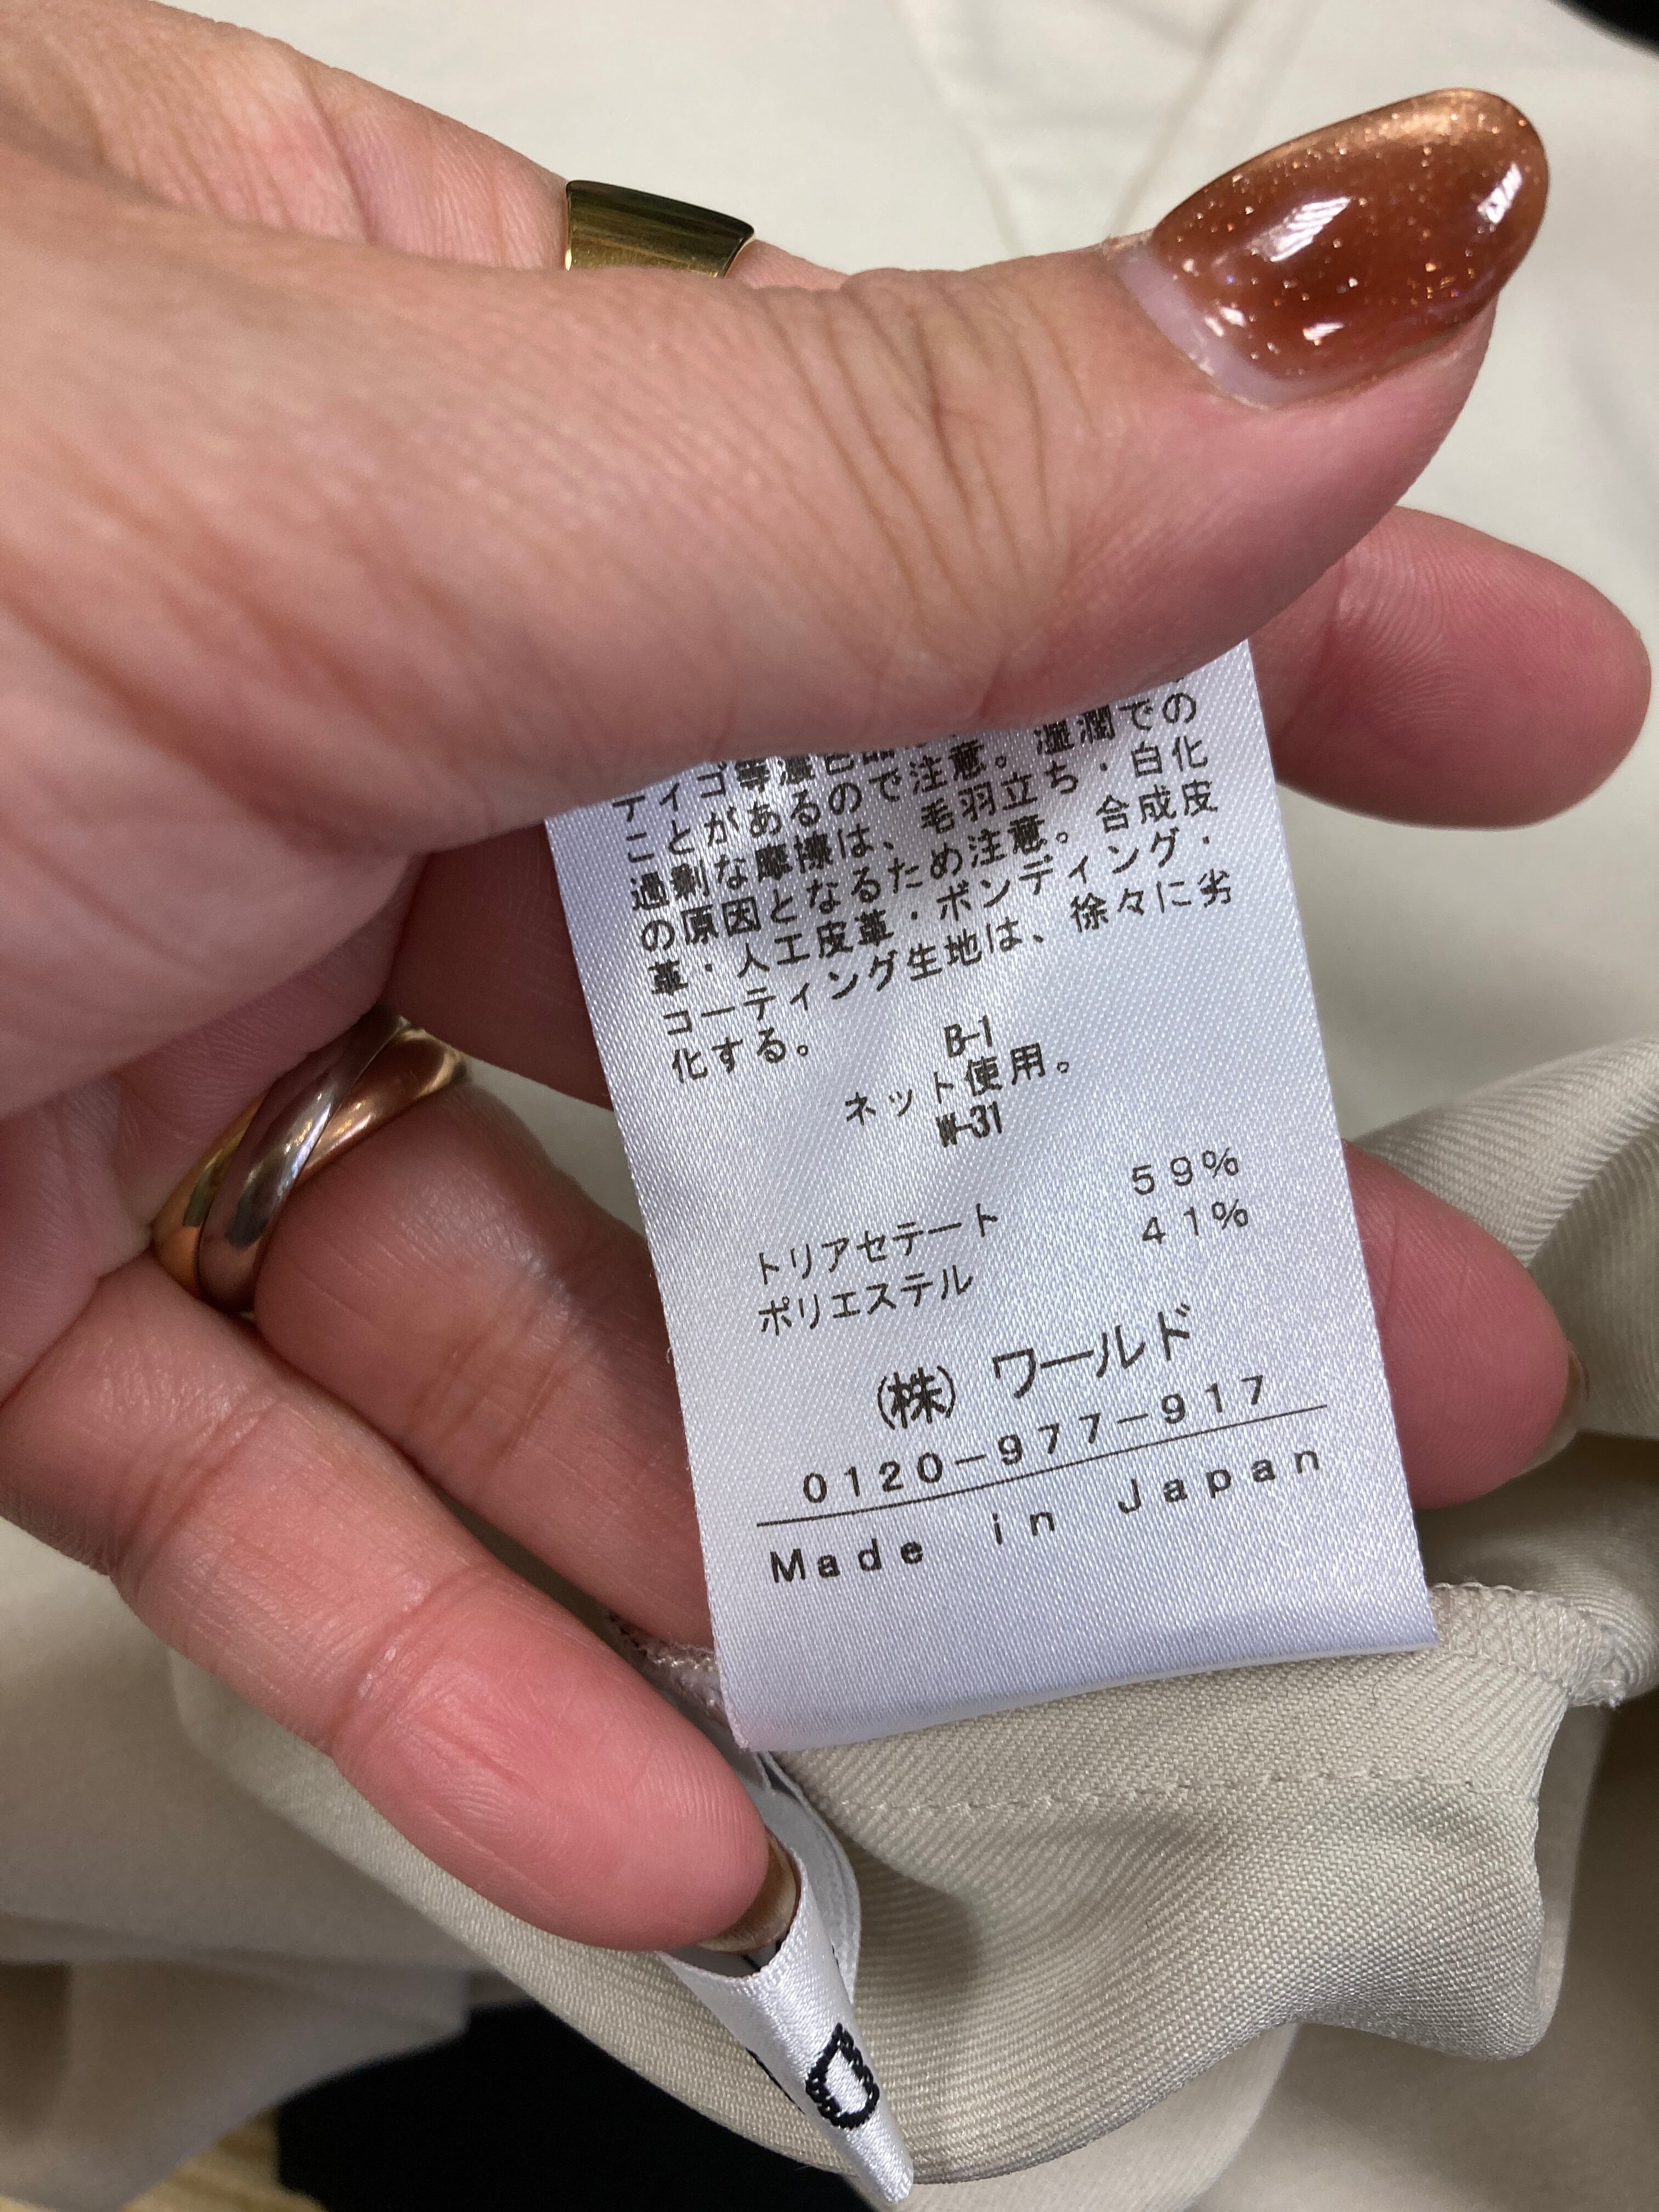 ディゴ等濃色品
湿潤での
ことがあるので注意。
過剰な摩擦は、毛羽立ち・白化
の原因となるため注意。合成皮
革・人工皮革・ボンディング・
コーティング生地は、徐々に劣
化する。
B-1
ネット使用。
W-31
トリアセテート 59%
ポリエステル 41%
(株)ワールド
0120-977-917
Made in Japan
D